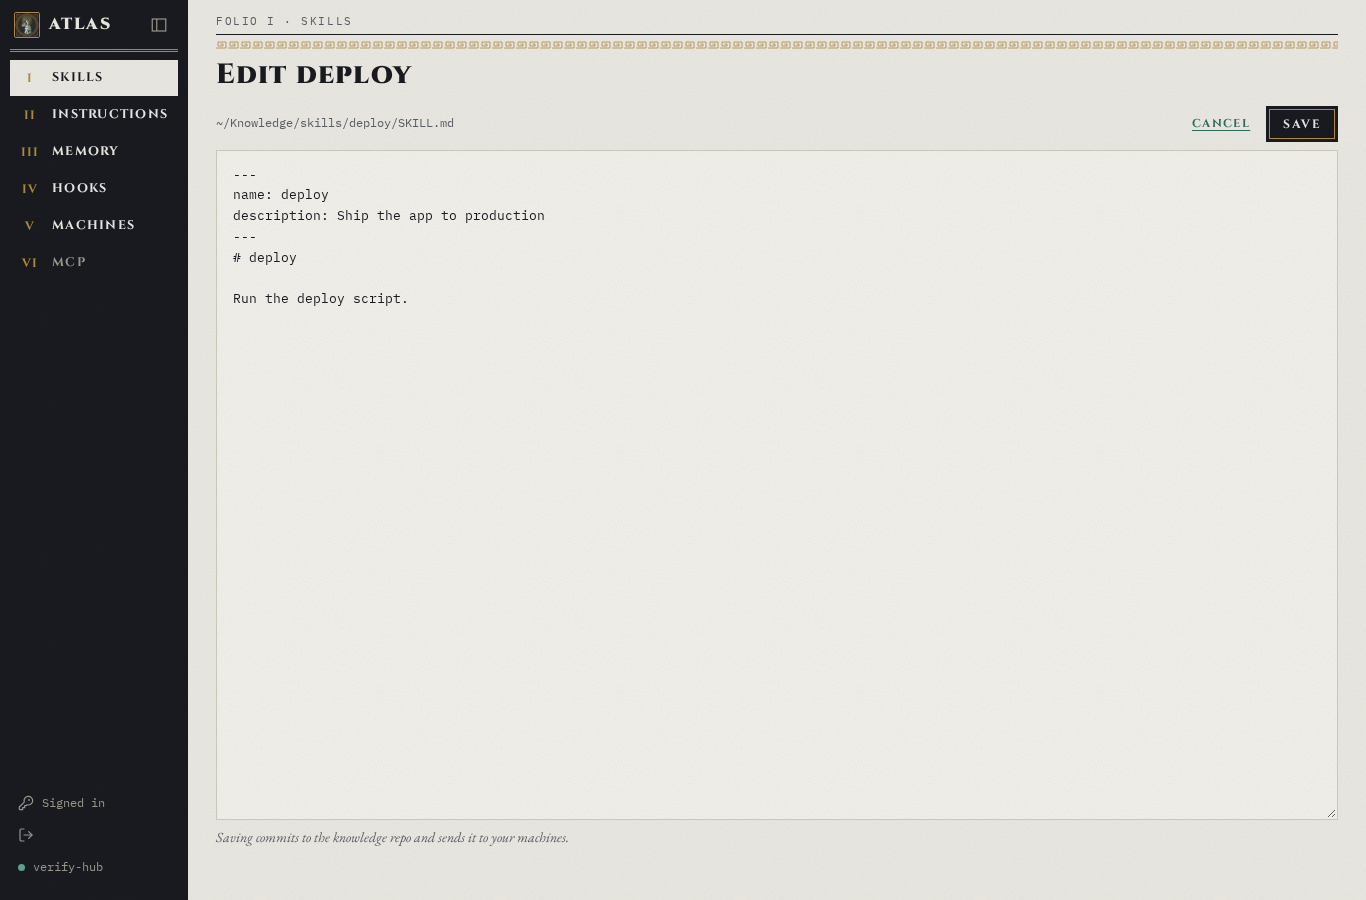 ATLAS
I SKILLS
II INSTRUCTIONS
III MEMORY
IV HOOKS
V MACHINES
VI MCP
Signed in
verify-hub
FOLIO I · SKILLS
EDIT DEPLOY
~/Knowledge/skills/deploy/SKILL.md
CANCEL
SAVE
---
name: deploy
description: Ship the app to production
---
# deploy
Run the deploy script.
Saving commits to the knowledge repo and sends it to your machines.